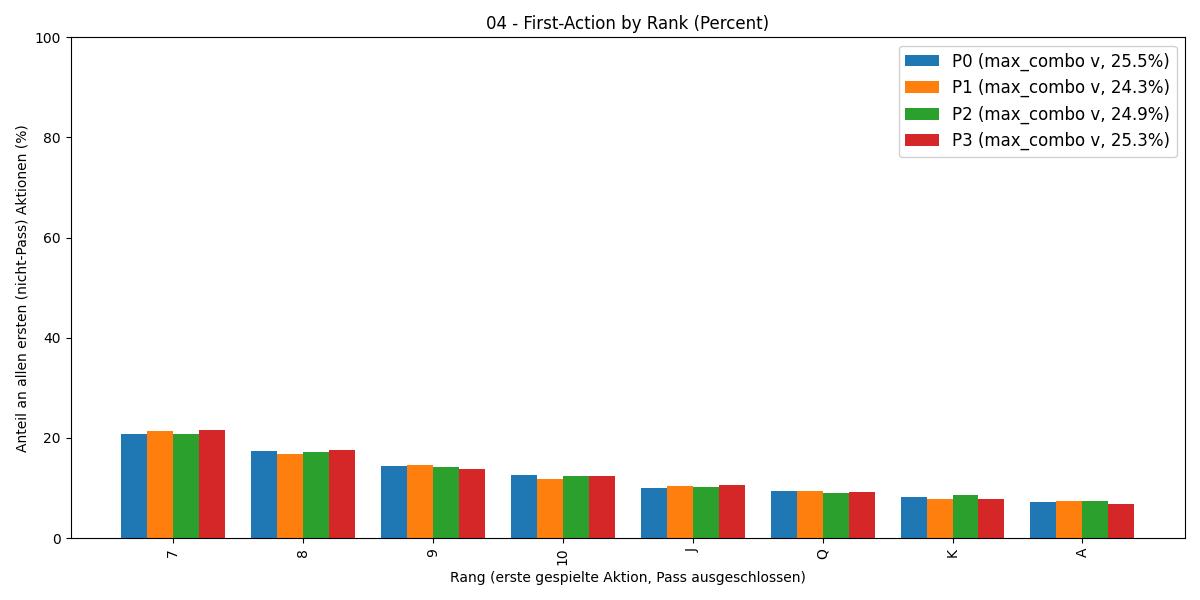 04 - First-Action by Rank (Percent)
Anteil an allen ersten (nicht-Pass) Aktionen (%)
100
80
60
40
20
0
P0 (max_combo v, 25.5%)
P1 (max_combo v, 24.3%)
P2 (max_combo v, 24.9%)
P3 (max_combo v, 25.3%)
7
8
9
10
J
Q
K
A
Rang (erste gespielte Aktion, Pass ausgeschlossen)